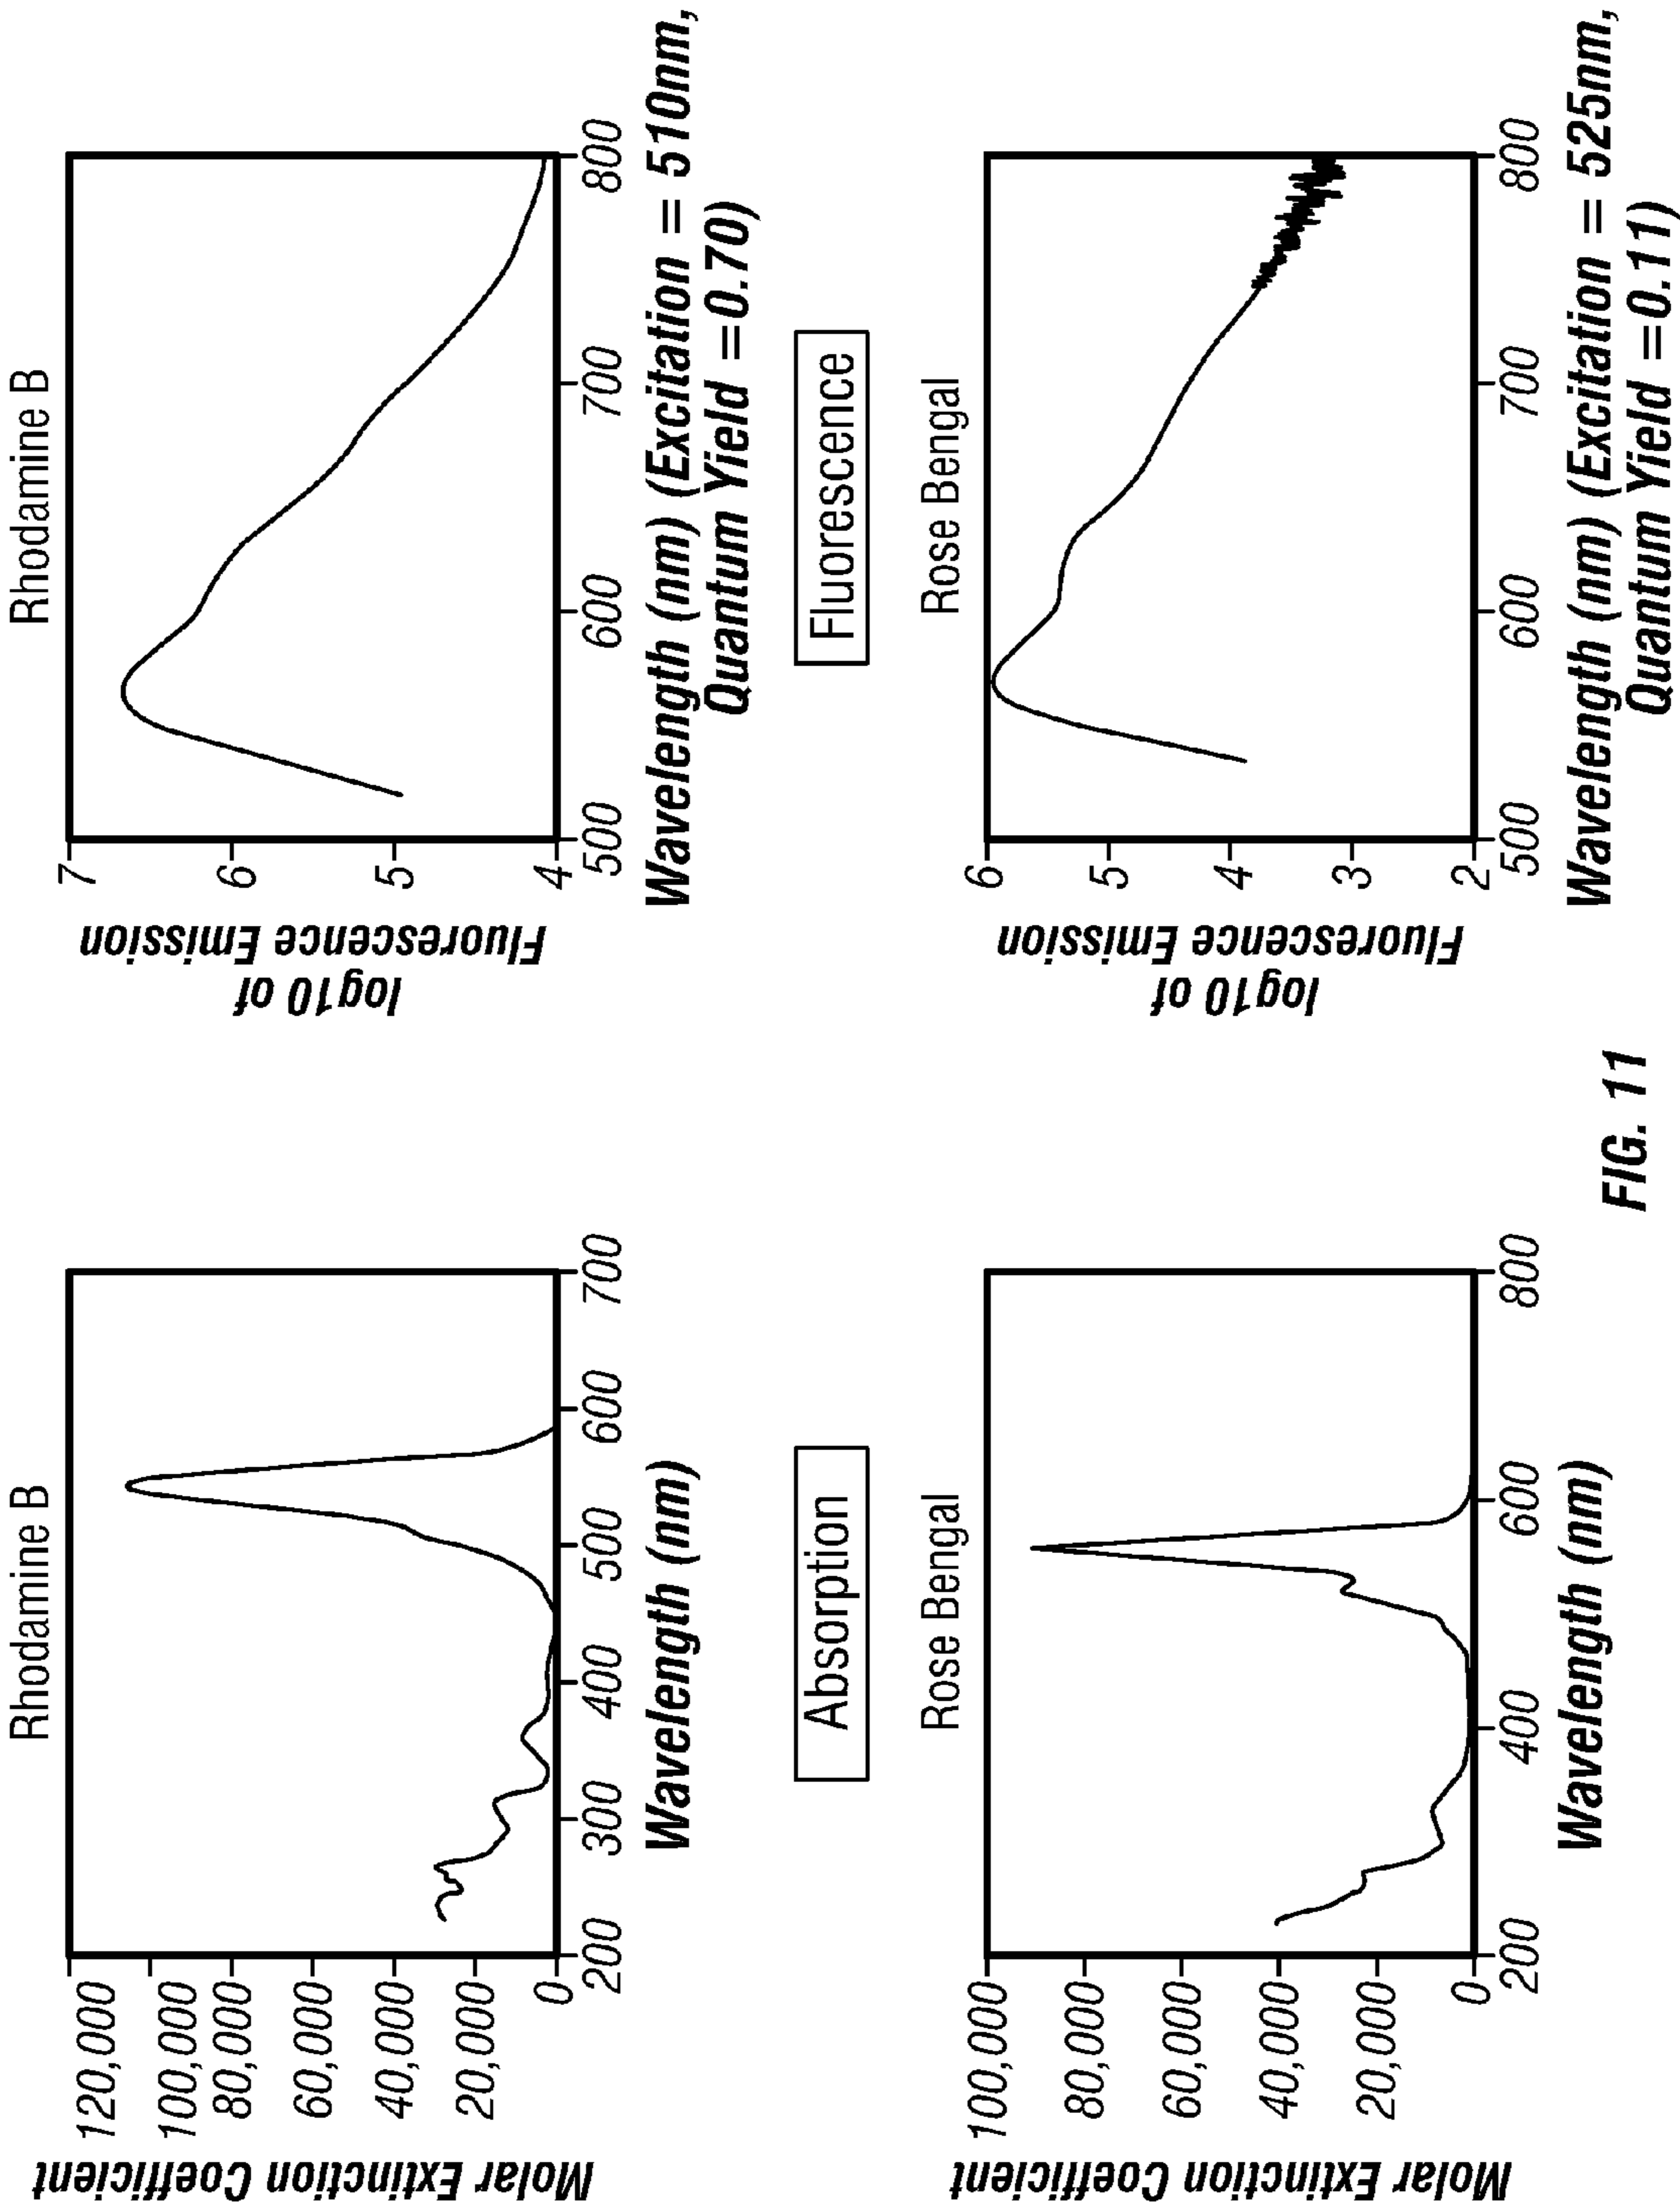 Rhodamine B
Molar Extinction Coefficient
120,000
100,000
80,000
60,000
40,000
20,000
0
200 300 400 500 600 700
Wavelength (nm)
Rhodamine B
log10 of
Fluorescence Emission
7
6
5
4
500 600 700 800
Wavelength (nm) (Excitation = 510nm,
Quantum Yield =0.70)
Absorption
Fluorescence
Rose Bengal
Molar Extinction Coefficient
100,000
80,000
60,000
40,000
20,000
0
200 400 600 800
Wavelength (nm)
Rose Bengal
log10 of
Fluorescence Emission
6
5
4
3
2
500 600 700 800
Wavelength (nm) (Excitation = 525nm,
Quantum Yield =0.11)
FIG. 11